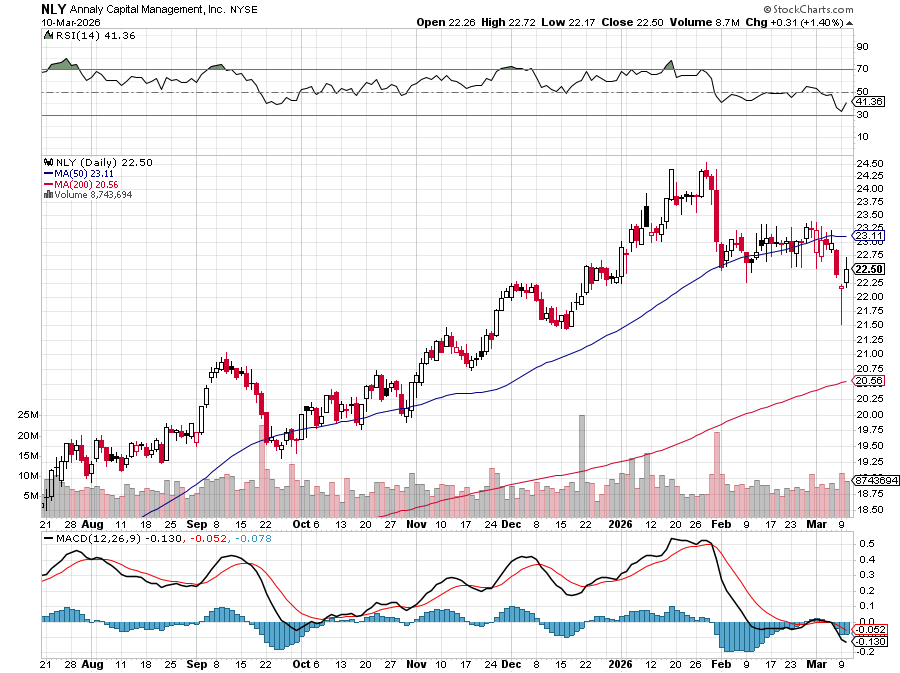 NLY Annaly Capital Management, Inc. NYSE
© StockCharts.com
10-Mar-2026
Open 22.26 High 22.72 Low 22.17 Close 22.50 Volume 8.7M Chg +0.31 (+1.40%)
RSI(14) 41.36
90
70
50
41.36
30
10
NLY (Daily) 22.50
MA(50) 23.11
MA(200) 20.56
Volume 8,743,694
24.50
24.25
24.00
23.75
23.50
23.25
23.11
23.00
22.75
22.50
22.25
22.00
21.75
21.50
21.25
21.00
20.75
20.56
20.25
20.00
19.75
19.50
19.25
8743694
18.75
18.50
25M
20M
15M
10M
5M
21 28 Aug 11 18 25 Sep 8 15 22 Oct 6 13 20 27 Nov 10 17 24 Dec 8 15 22 2026 12 20 26 Feb 9 17 23 Mar 9
MACD(12,26,9) -0.130, -0.052, -0.078
0.5
0.4
0.3
0.2
0.1
0.0
-0.052
-0.130
-0.2
21 28 Aug 11 18 25 Sep 8 15 22 Oct 6 13 20 27 Nov 10 17 24 Dec 8 15 22 2026 12 20 26 Feb 9 17 23 Mar 9